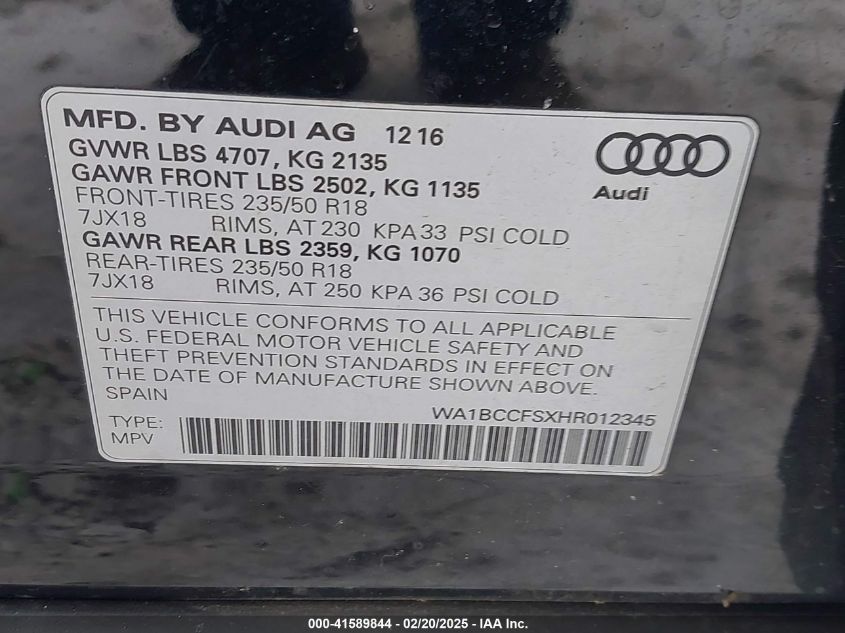 MFD. BY AUDI AG 12 16
GVWR LBS 4707, KG 2135
GAWR FRONT LBS 2502, KG 1135
FRONT-TIRES 235/50 R18
7JX18 RIMS, AT 230 KPA 33 PSI COLD
GAWR REAR LBS 2359, KG 1070
REAR-TIRES 235/50 R18
7JX18 RIMS, AT 250 KPA 36 PSI COLD
Audi
THIS VEHICLE CONFORMS TO ALL APPLICABLE
U.S. FEDERAL MOTOR VEHICLE SAFETY AND
THEFT PREVENTION STANDARDS IN EFFECT ON
THE DATE OF MANUFACTURE SHOWN ABOVE.
SPAIN
WA1BCCFSXHR012345
TYPE:
MPV
000-41589844 - 02/20/2025 - IAA Inc.